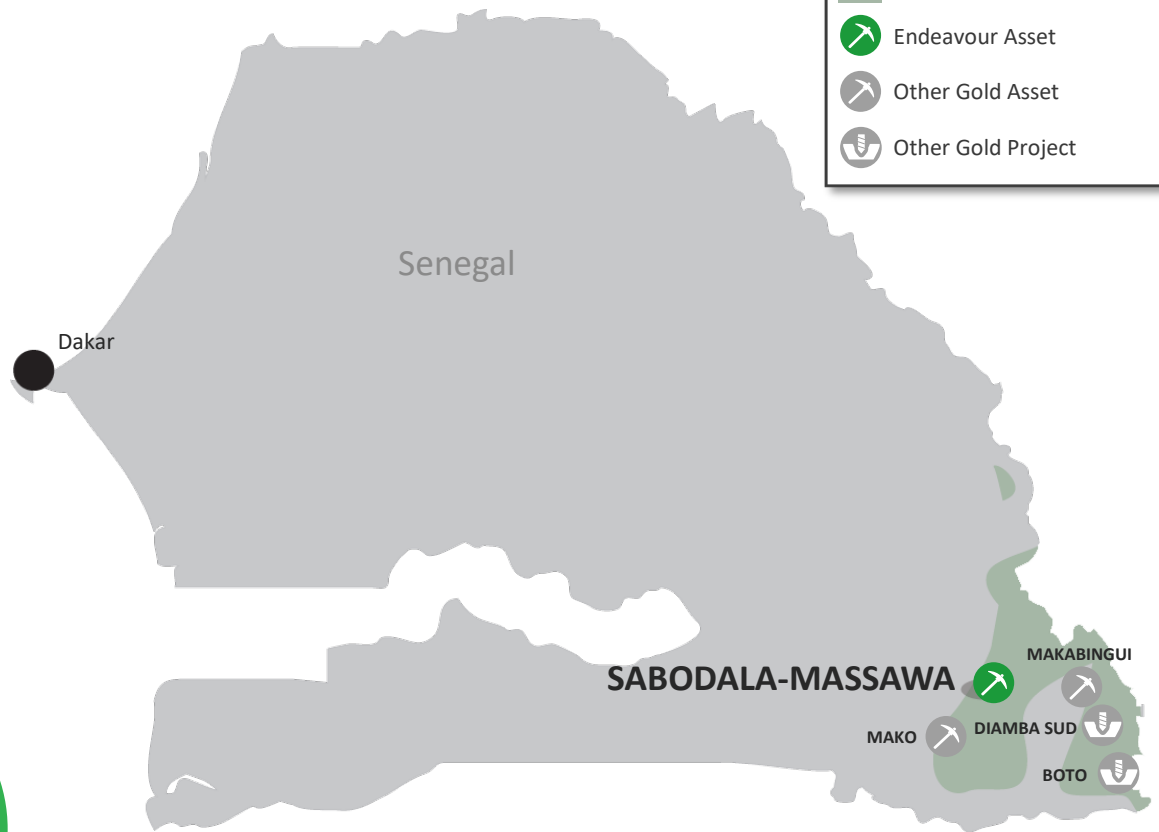 Endeavour Asset
Other Gold Asset
Other Gold Project
Senegal
Dakar
MAKABINGUI
SABODALA-MASSAWA
DIAMBA SUD
MAKO
BOTO